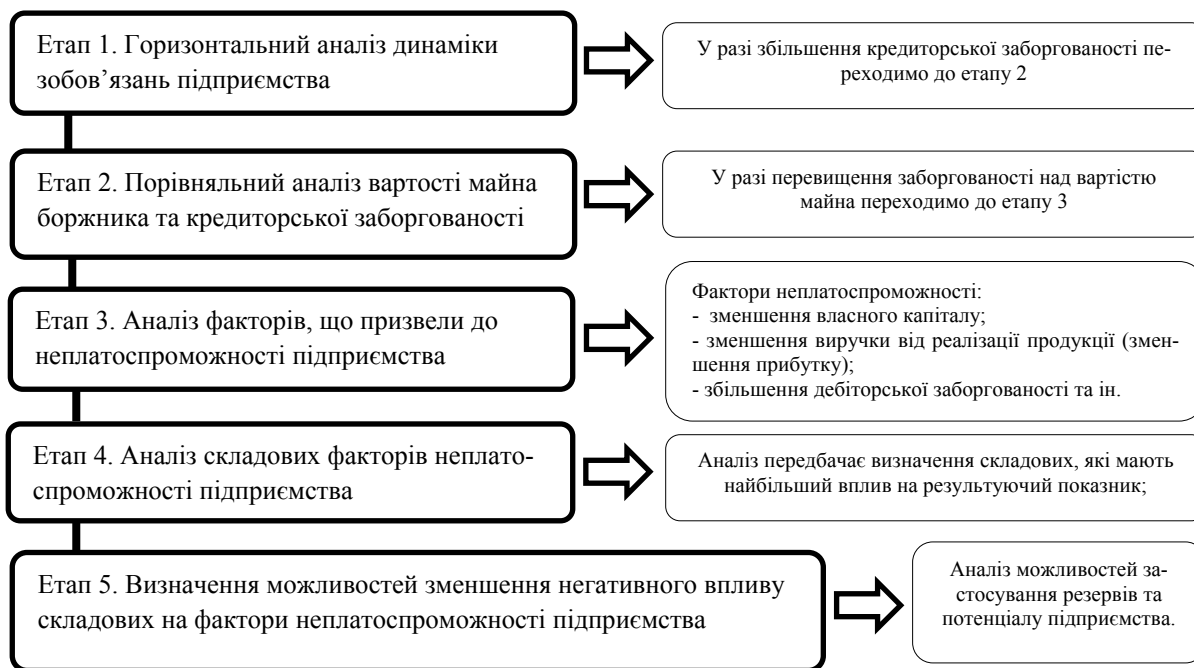 Етап 1. Горизонтальний аналіз динаміки
зобов’язань підприємства
У разі збільшення кредиторської заборгованості пе-
реходимо до етапу 2
Етап 2. Порівняльний аналіз вартості майна
боржника та кредиторської заборгованості
У разі перевищення заборгованості над вартістю
майна переходимо до етапу 3
Етап 3. Аналіз факторів, що призвели до
неплатоспроможності підприємства
Фактори неплатоспроможності:
- зменшення власного капіталу;
- зменшення виручки від реалізації продукції (змен-
шення прибутку);
- збільшення дебіторської заборгованості та ін.
Етап 4. Аналіз складових факторів неплато-
спроможності підприємства
Аналіз передбачає визначення складових, які мають
найбільший вплив на результуючий показник;
Етап 5. Визначення можливостей зменшення негативного впливу
складових на фактори неплатоспроможності підприємства
Аналіз можливостей за-
стосування резервів та
потенціалу підприємства.